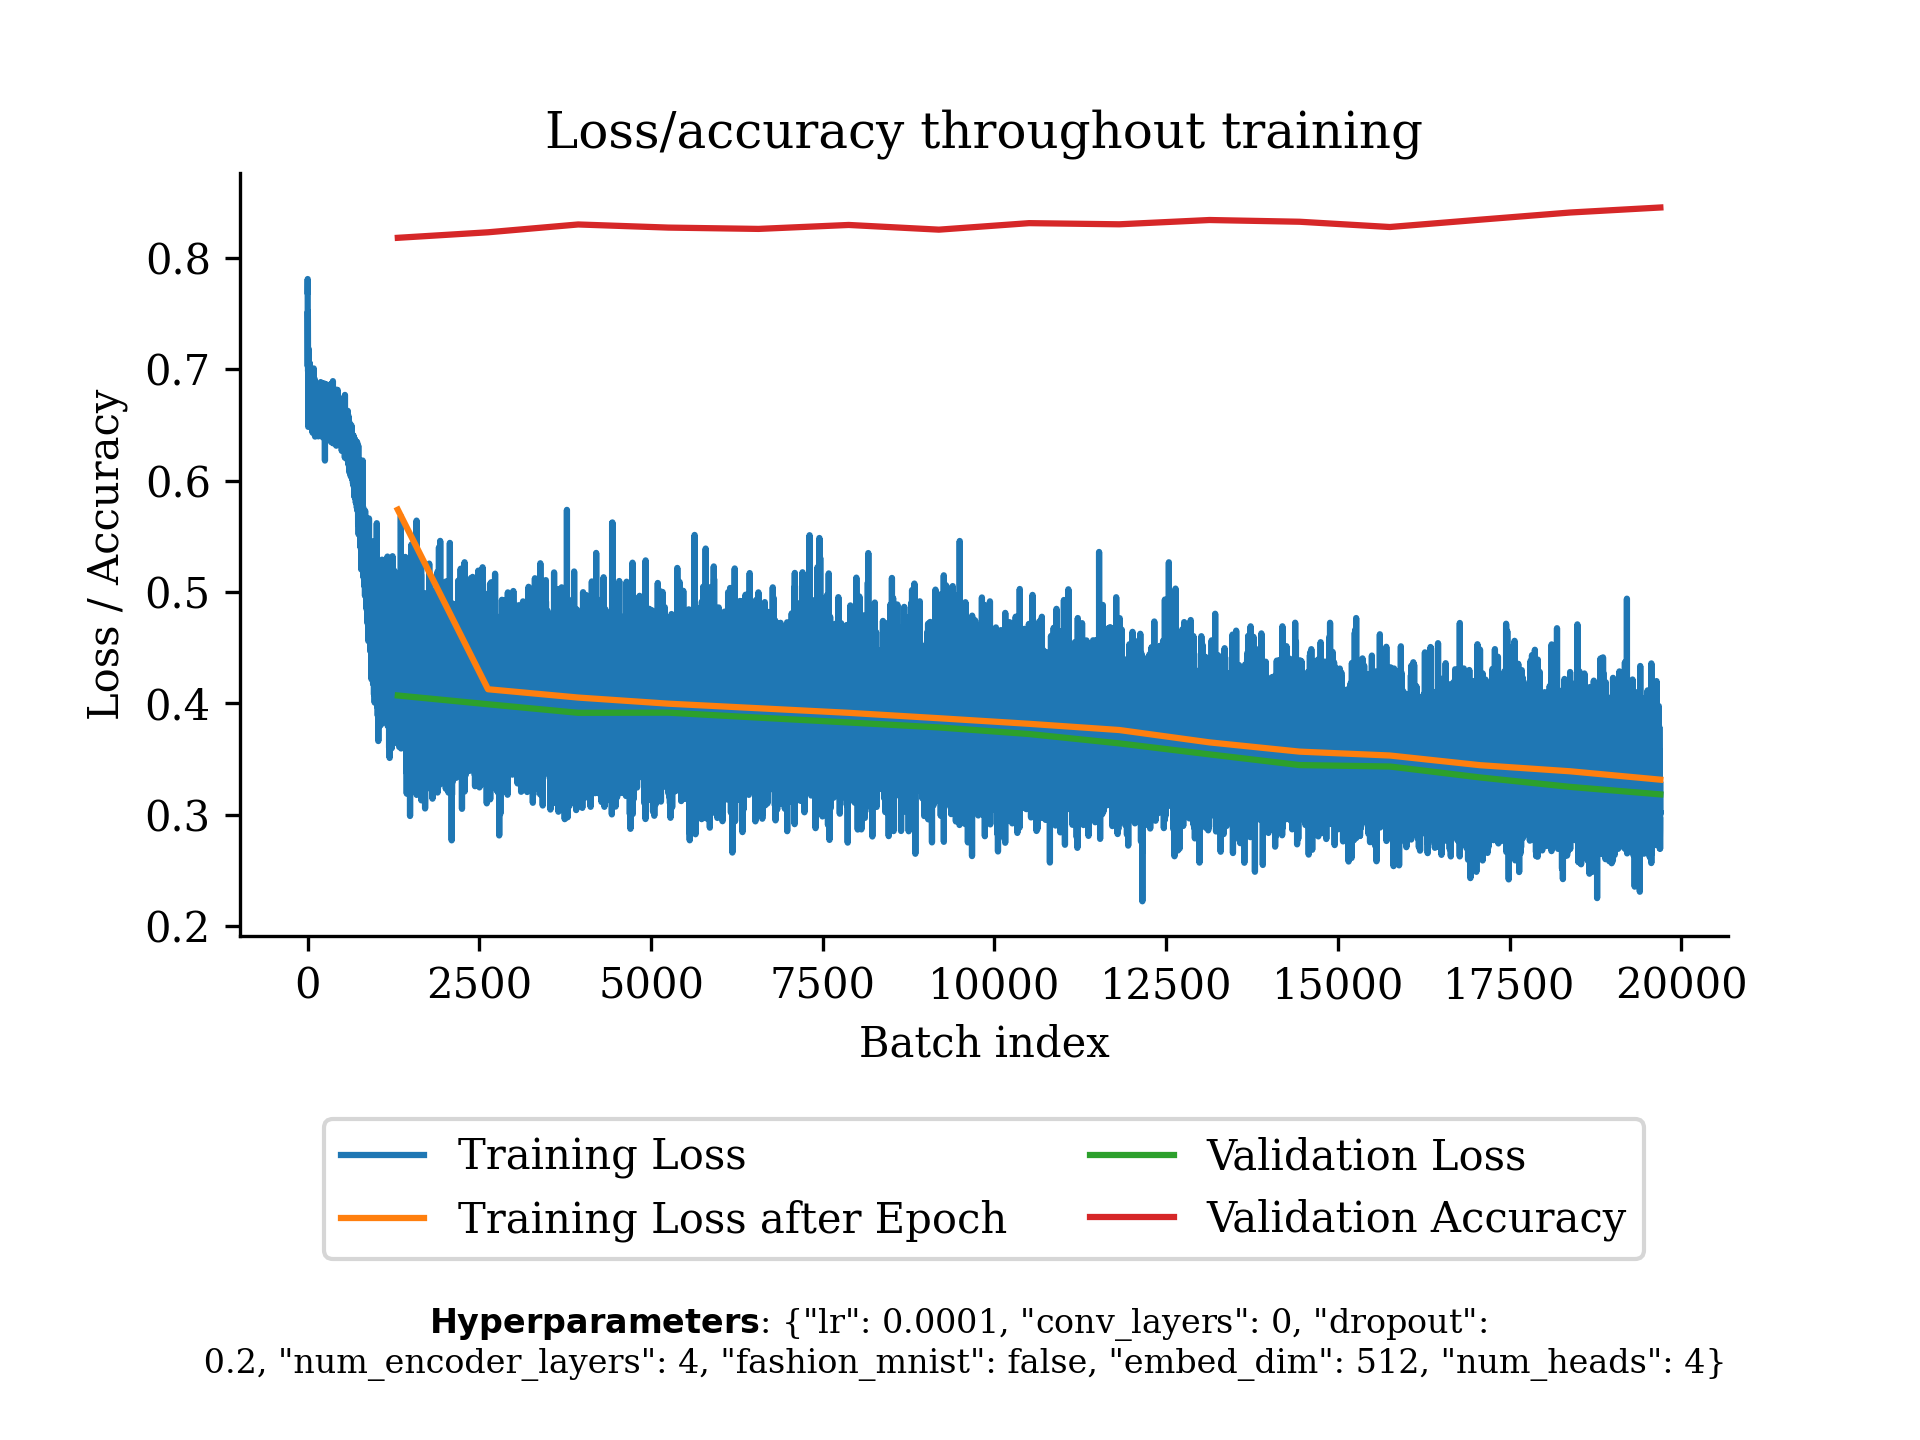 Loss/accuracy throughout training
Loss / Accuracy
0.8
0.7
0.6
0.5
0.4
0.3
0.2
0 2500 5000 7500 10000 12500 15000 17500 20000
Batch index
Training Loss Validation Loss
Training Loss after Epoch Validation Accuracy
Hyperparameters: {"lr": 0.0001, "conv_layers": 0, "dropout":
0.2, "num_encoder_layers": 4, "fashion_mnist": false, "embed_dim": 512, "num_heads": 4}